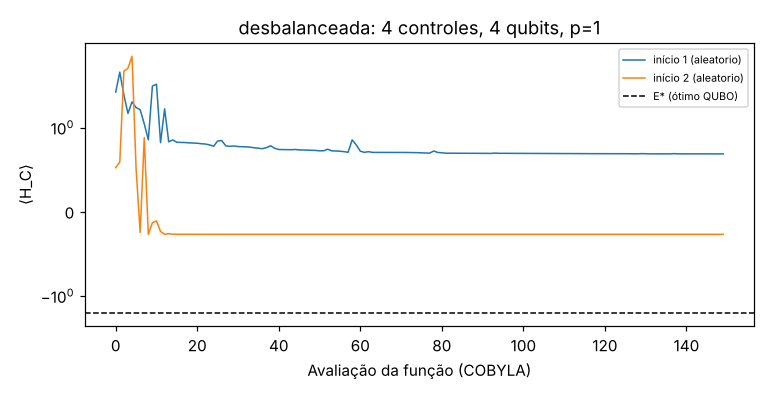 desbalanceada: 4 controles, 4 qubits, p=1
início 1 (aleatorio)
início 2 (aleatorio)
E* (ótimo QUBO)
⟨H_C⟩
10⁰
0
−10⁰
0 20 40 60 80 100 120 140
Avaliação da função (COBYLA)